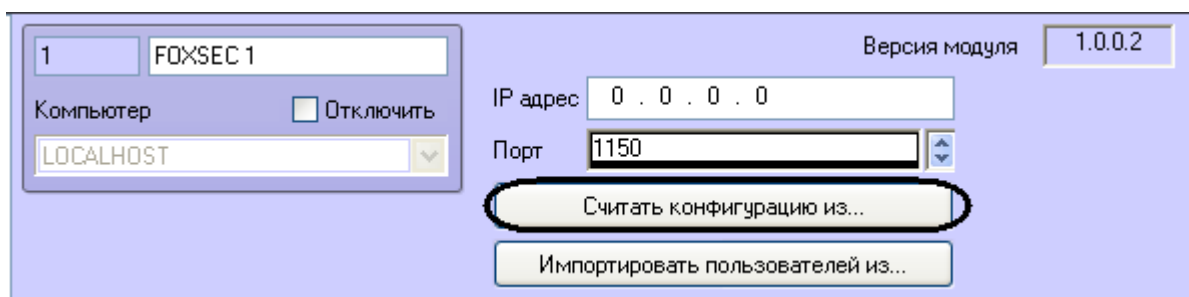 1 FOXSEC 1
Компьютер Отключить
LOCALHOST
Версия модуля 1.0.0.2
IP адрес 0 . 0 . 0 . 0
Порт 1150
Считать конфигурацию из...
Импортировать пользователей из...